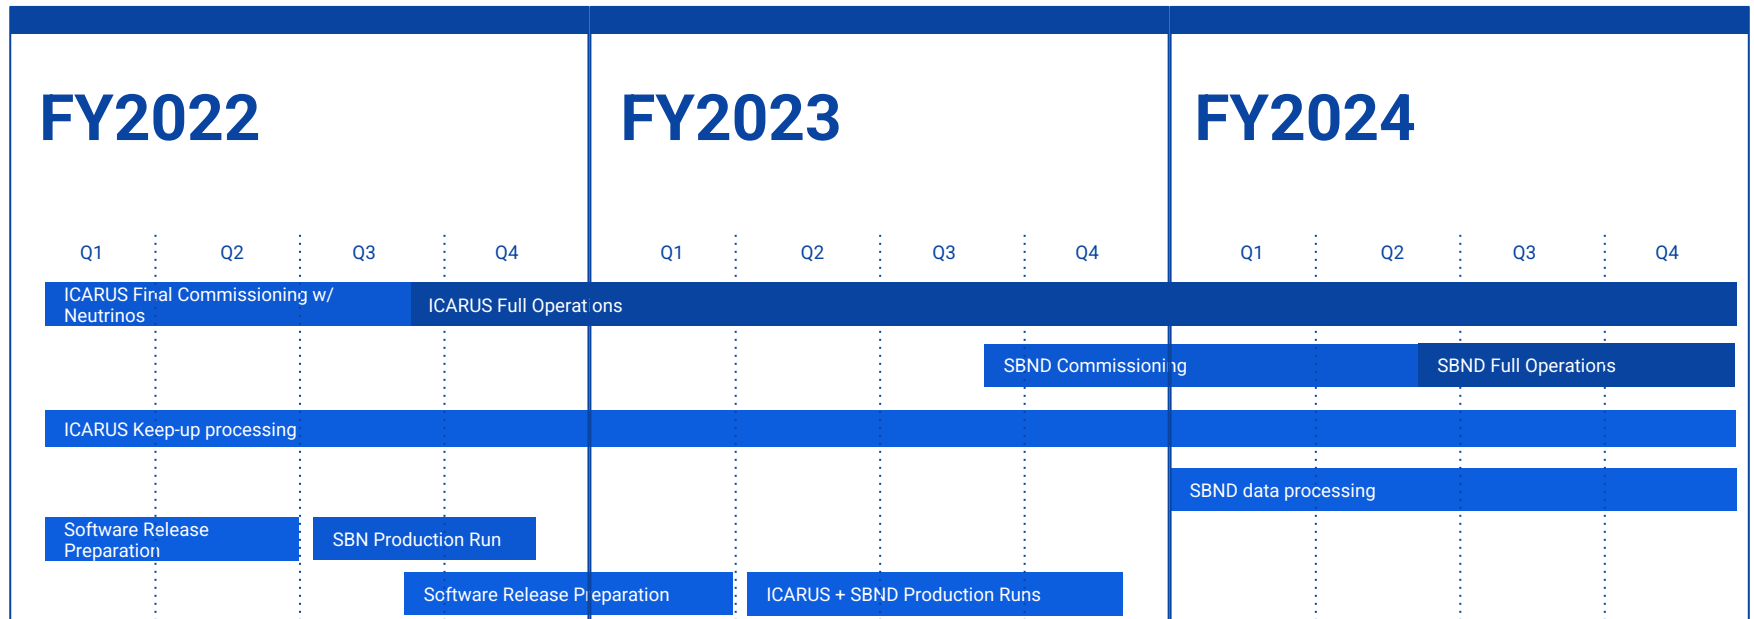 FY2022
FY2023
FY2024
Q1
Q2
Q3
Q4
Q1
Q2
Q3
Q4
Q1
Q2
Q3
Q4
ICARUS Final Commissioning w/
Neutrinos
ICARUS Full Operations
SBND Commissioning
SBND Full Operations
ICARUS Keep-up processing
SBND data processing
Software Release
Preparation
SBN Production Run
Software Release Preparation
ICARUS + SBND Production Runs